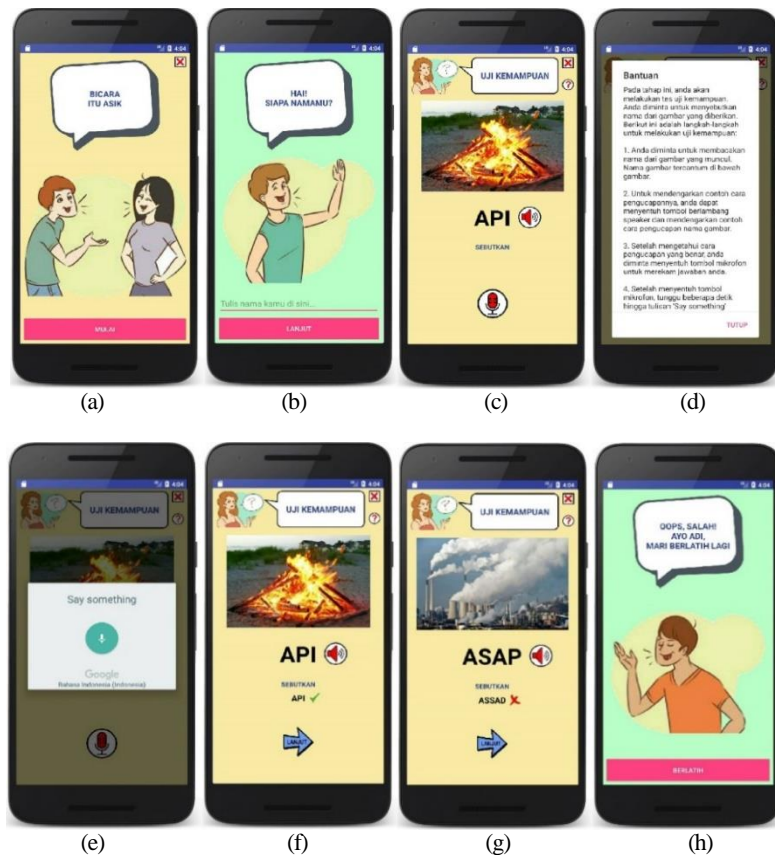 4:04
BICARA
ITU ASIK
MULAI
(a)
4:04
HAI!
SIAPA NAMAMU?
Tulis nama kamu di sini...
LANJUT
(b)
4:04
UJI KEMAMPUAN
?
?
API
SEBUTKAN
(c)
4:04
Bantuan
Pada tahap ini, anda akan
melakukan tes uji kemampuan.
Anda diminta untuk menyebutkan
nama dari gambar yang diberikan.
Berikut ini adalah langkah-langkah
untuk melakukan uji kemampuan:
1. Anda diminta untuk membacakan
nama dari gambar yang muncul.
Nama gambar tercantum di bawah
gambar.
2. Untuk mendengarkan contoh cara
pengucapannya, anda dapat
menyentuh tombol berlambang
speaker dan mendengarkan contoh
cara pengucapan nama gambar.
3. Setelah mengetahui cara
pengucapan yang benar, anda
diminta menyentuh tombol mikrofon
untuk merekam jawaban anda.
4. Setelah menyentuh tombol
mikrofon, tunggu beberapa detik
hingga tulisan 'Say something'
TUTUP
(d)
4:04
UJI KEMAMPUAN
?
?
Say something
Google
Bahasa Indonesia (Indonesia)
(e)
4:04
UJI KEMAMPUAN
?
?
API
SEBUTKAN
API
LANJUT
(f)
4:04
UJI KEMAMPUAN
?
?
ASAP
SEBUTKAN
ASSAD
LANJUT
(g)
4:04
OOPS, SALAH!
AYO ADI,
MARI BERLATIH LAGI
BERLATIH
(h)